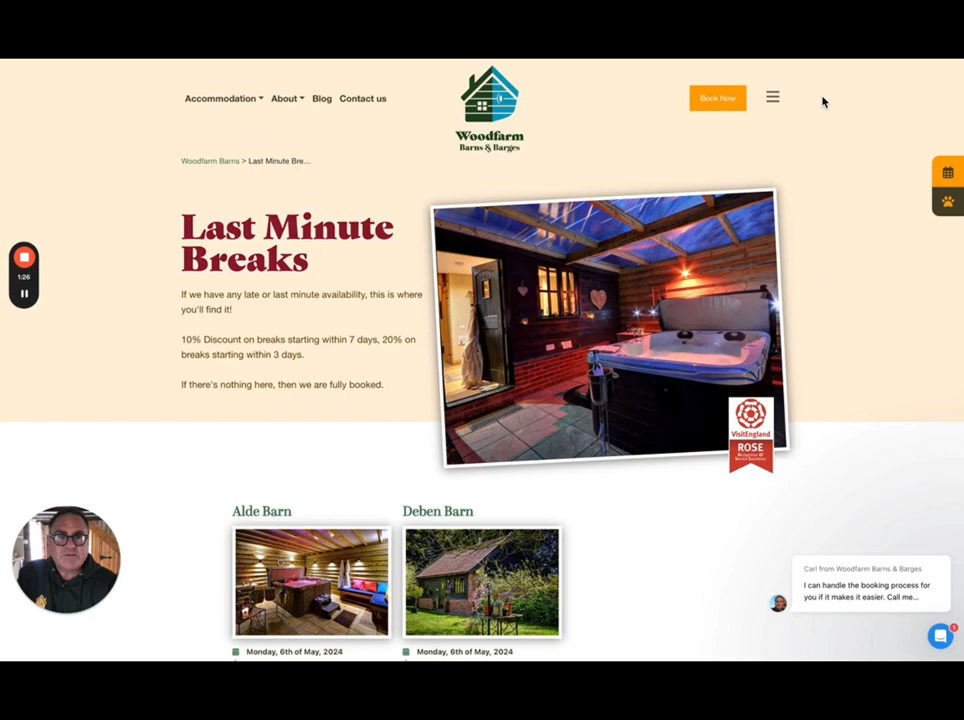 Accommodation
About
Blog
Contact us
Woodfarm
Barns & Barges
Book Now
Woodfarm Barns > Last Minute Bre...
Last Minute
Breaks
If we have any late or last minute availability, this is where
you'll find it!
10% Discount on breaks starting within 7 days, 20% on
breaks starting within 3 days.
If there's nothing here, then we are fully booked.
VisitEngland
ROSE
1:26
Alde Barn
Deben Barn
Monday, 6th of May, 2024
Monday, 6th of May, 2024
Carl from Woodfarm Barns & Barges
I can handle the booking process for
you if it makes it easier. Call me...
1